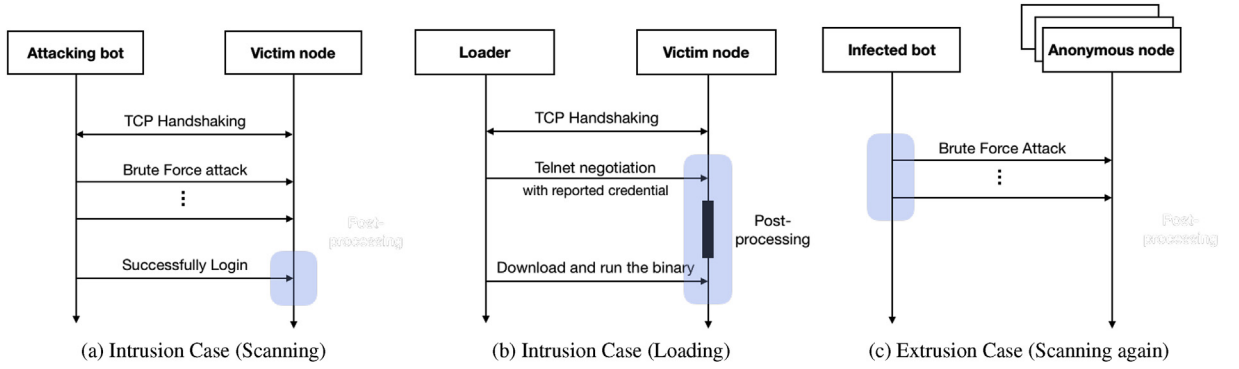 Attacking bot
Victim node
TCP Handshaking
Brute Force attack
Successfully Login
Post-
processing
(a) Intrusion Case (Scanning)
Loader
Victim node
TCP Handshaking
Telnet negotiation
with reported credential
Post-
processing
Download and run the binary
(b) Intrusion Case (Loading)
Infected bot
Anonymous node
Brute Force Attack
Post-
processing
(c) Extrusion Case (Scanning again)